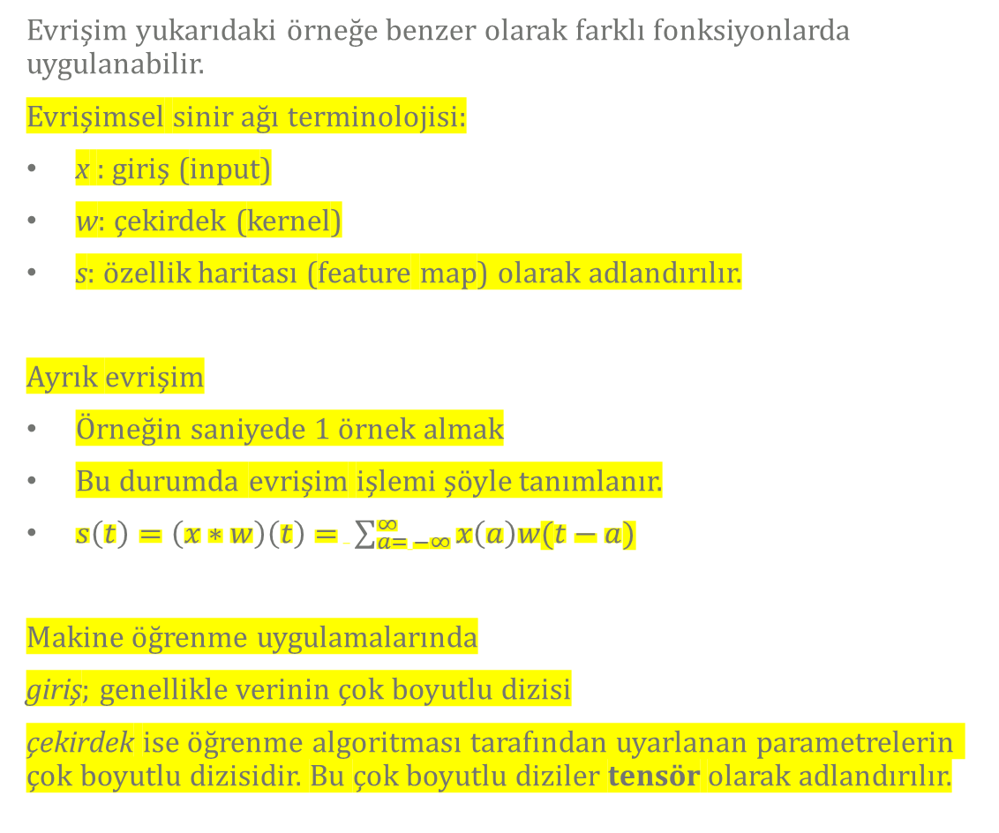 Evrişim yukarıdaki örneğe benzer olarak farklı fonksiyonlarda
uygulanabilir.
Evrişimsel sinir ağı terminolojisi:
• x : giriş (input)
• w: çekirdek (kernel)
• s: özellik haritası (feature map) olarak adlandırılır.
Ayrık evrişim
• Örneğin saniyede 1 örnek almak
• Bu durumda evrişim işlemi şöyle tanımlanır.
• s(t) = (x ∗ w)(t) = ∑_{a= −∞}^{∞} x(a)w(t − a)
Makine öğrenme uygulamalarında
giriş; genellikle verinin çok boyutlu dizisi
çekirdek ise öğrenme algoritması tarafından uyarlanan parametrelerin
çok boyutlu dizisidir. Bu çok boyutlu diziler tensör olarak adlandırılır.